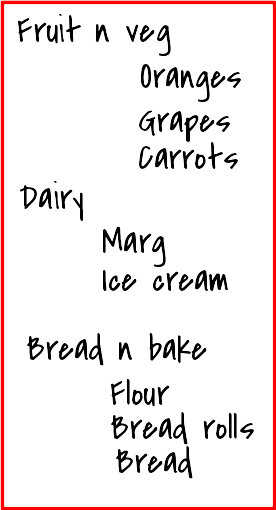 Fruit n veg
Oranges
Grapes
Carrots
Dairy
Marg
Ice cream
Bread n bake
Flour
Bread rolls
Bread